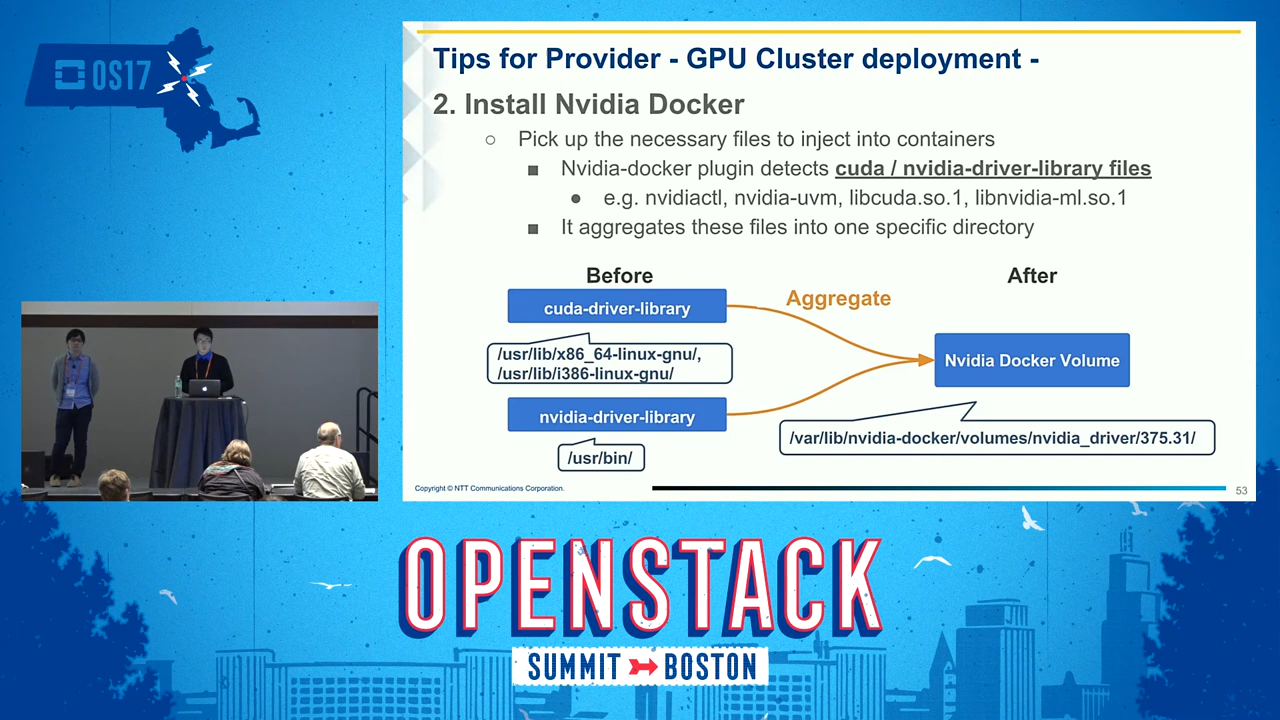 OS17
Tips for Provider - GPU Cluster deployment -
2. Install Nvidia Docker
○ Pick up the necessary files to inject into containers
■ Nvidia-docker plugin detects cuda / nvidia-driver-library files
● e.g. nvidiactl, nvidia-uvm, libcuda.so.1, libnvidia-ml.so.1
■ It aggregates these files into one specific directory
Before
After
cuda-driver-library
Aggregate
/usr/lib/x86_64-linux-gnu/,
/usr/lib/i386-linux-gnu/
Nvidia Docker Volume
nvidia-driver-library
/usr/bin/
/var/lib/nvidia-docker/volumes/nvidia_driver/375.31/
Copyright © NTT Communications Corporation.
53
OPENSTACK
SUMMIT BOSTON